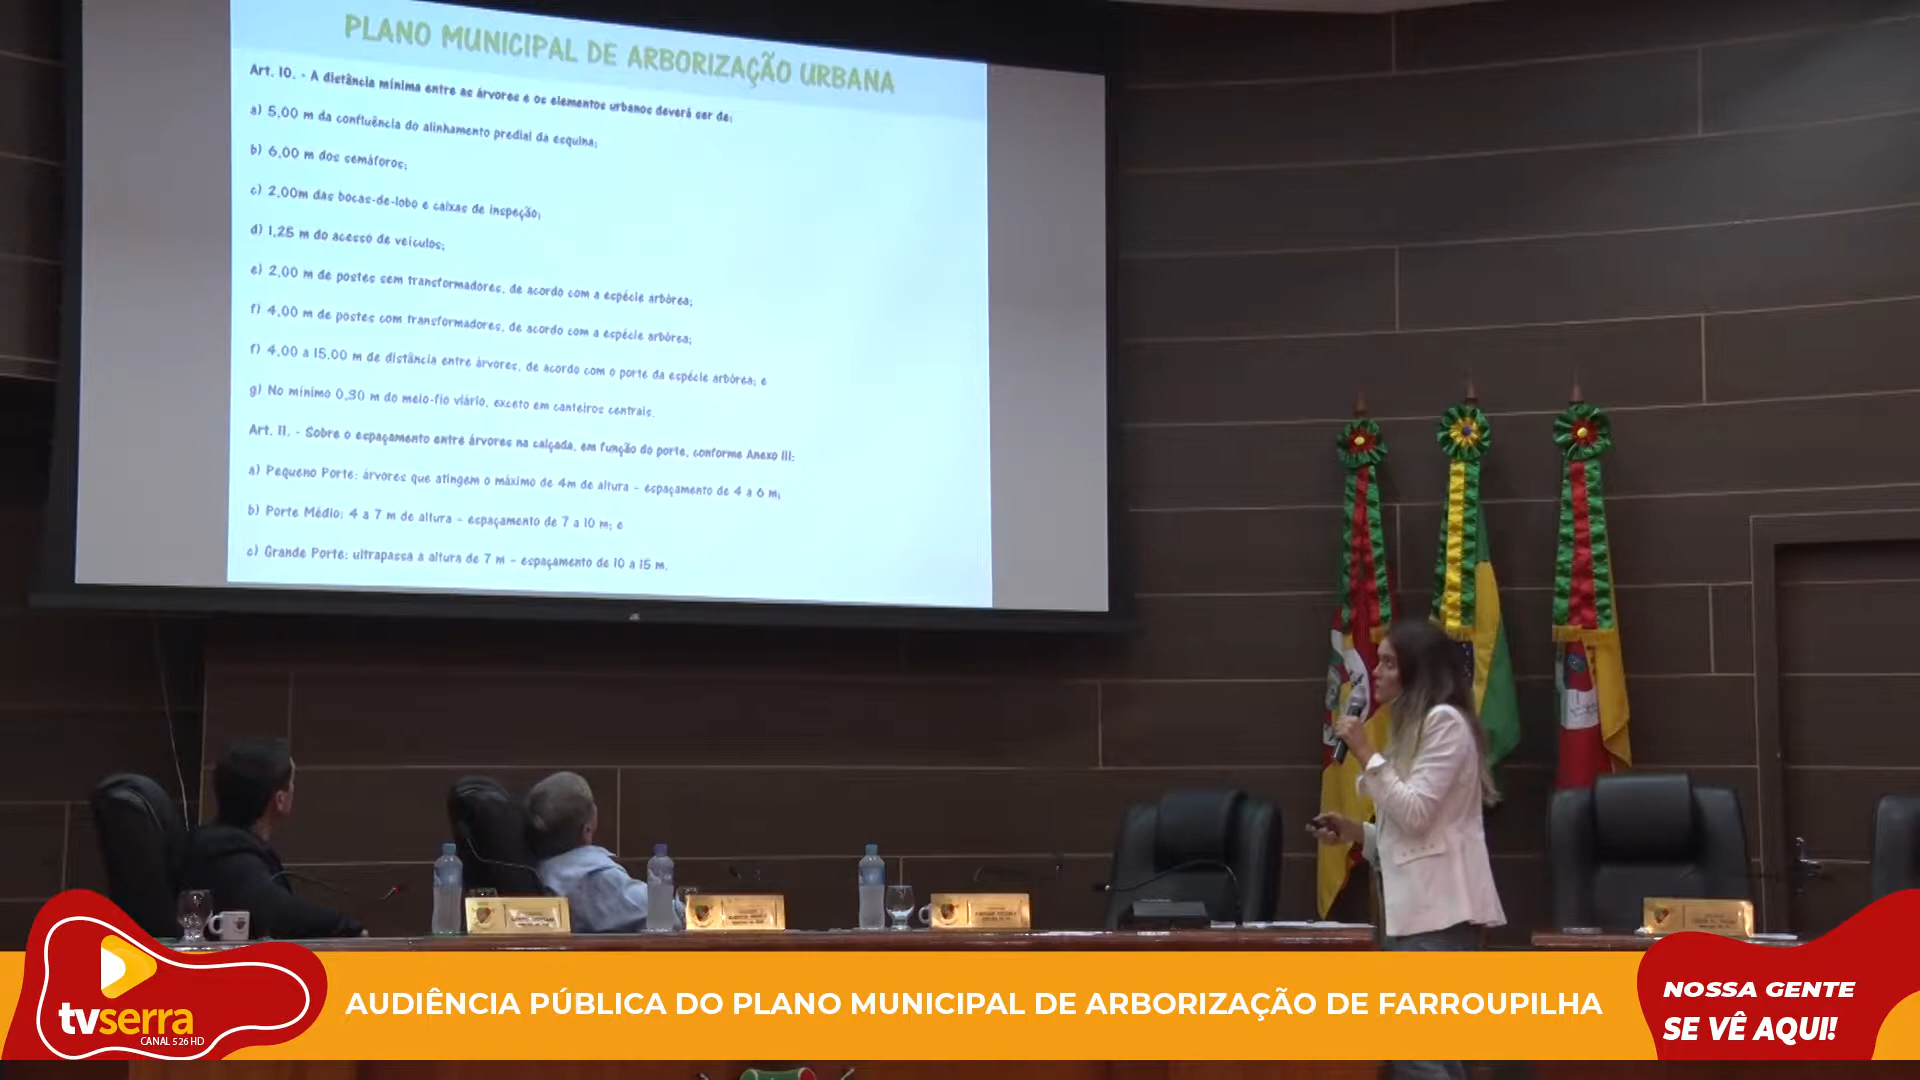 PLANO MUNICIPAL DE ARBORIZAÇÃO URBANA
Art. 10. - A distância mínima entre as árvores e os elementos urbanos deverá ser de:
a) 5,00 m da confluência do alinhamento predial da esquina;
b) 6,00 m dos semáforos;
c) 2,00m das bocas-de-lobo e caixas de inspeção;
d) 1,25 m do acesso de veículos;
e) 2,00 m de postes sem transformadores, de acordo com a espécie arbórea;
f) 4,00 m de postes com transformadores, de acordo com a espécie arbórea;
f) 4,00 a 15,00 m de distância entre árvores, de acordo com o porte da espécie arbórea; e
g) No mínimo 0,30 m do meio-fio viário, exceto em canteiros centrais.
Art. 11. - Sobre o espaçamento entre árvores na calçada, em função do porte, conforme Anexo III:
a) Pequeno Porte: árvores que atingem o máximo de 4m de altura - espaçamento de 4 a 6 m;
b) Porte Médio: 4 a 7 m de altura - espaçamento de 7 a 10 m; e
c) Grande Porte: ultrapassa a altura de 7 m - espaçamento de 10 a 15 m.
tvserra
CANAL 526 HD
AUDIÊNCIA PÚBLICA DO PLANO MUNICIPAL DE ARBORIZAÇÃO DE FARROUPILHA
NOSSA GENTE
SE VÊ AQUI!